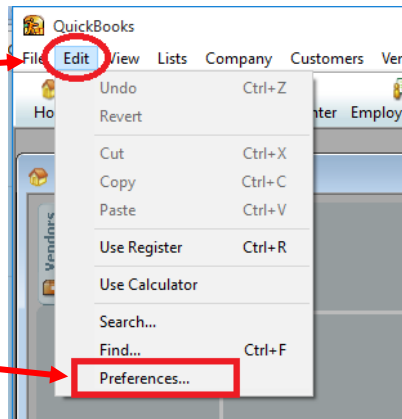 QuickBooks
File Edit View Lists Company Customers Ver
Undo Ctrl+Z
Ho
Revert
nter Employ
Cut Ctrl+X
Copy Ctrl+C
Paste Ctrl+V
Vendors
Use Register Ctrl+R
Use Calculator
Search...
Find... Ctrl+F
Preferences...